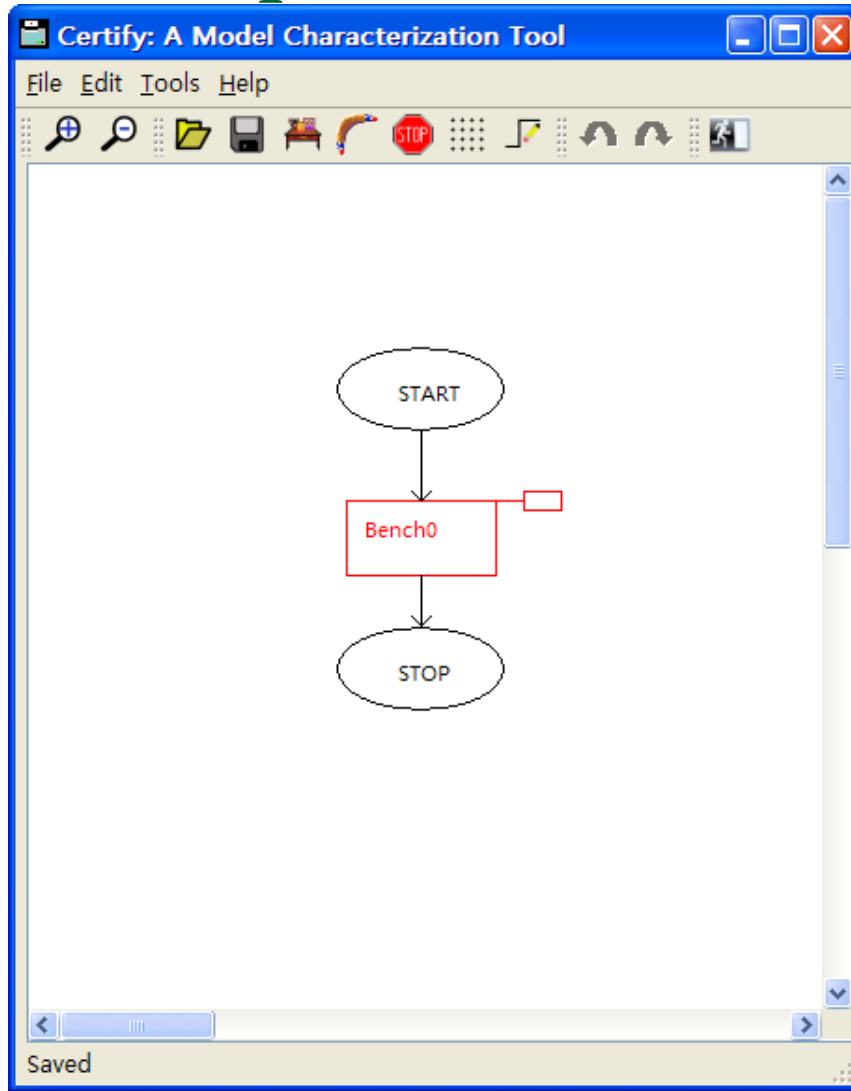 Certify: A Model Characterization Tool
File Edit Tools Help
STOP
START
Bench0
STOP
Saved